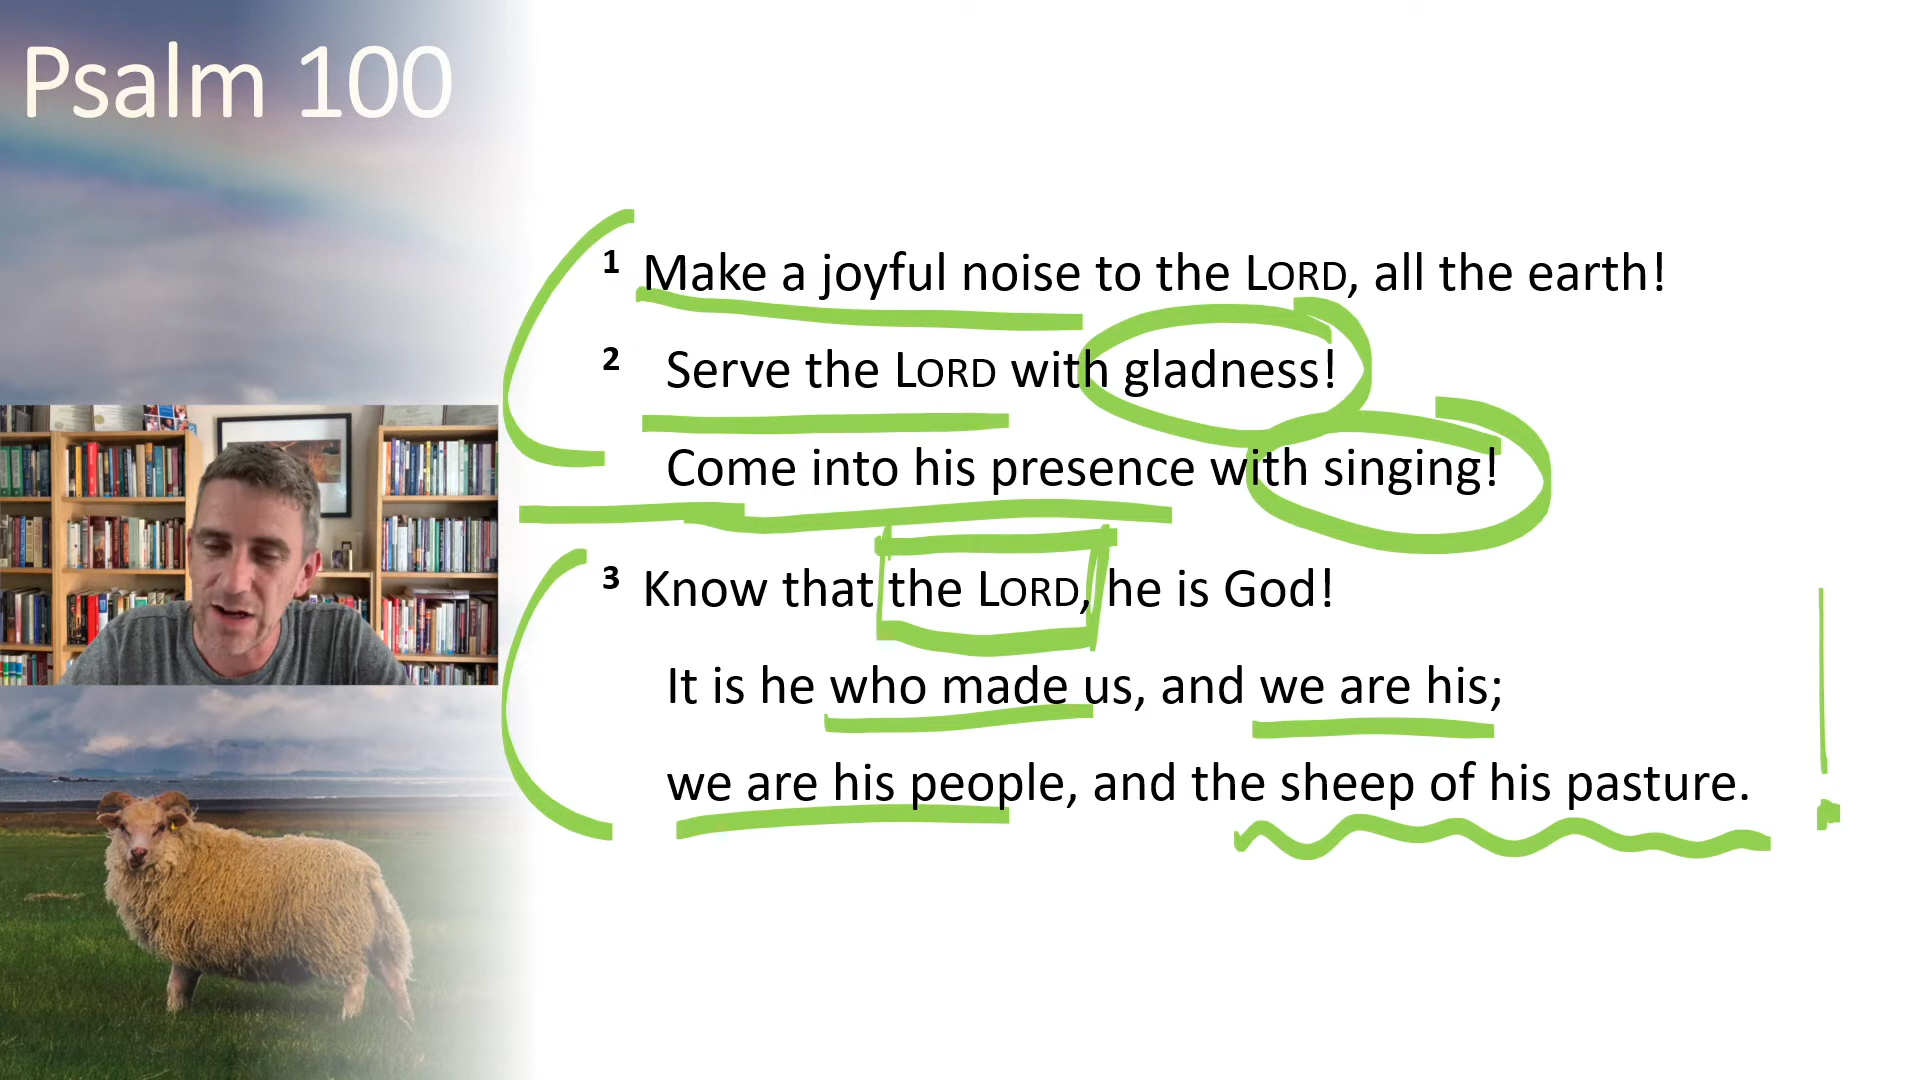 Psalm 100
1 Make a joyful noise to the LORD, all the earth!
2 Serve the LORD with gladness!
Come into his presence with singing!
3 Know that the LORD, he is God!
It is he who made us, and we are his;
we are his people, and the sheep of his pasture.